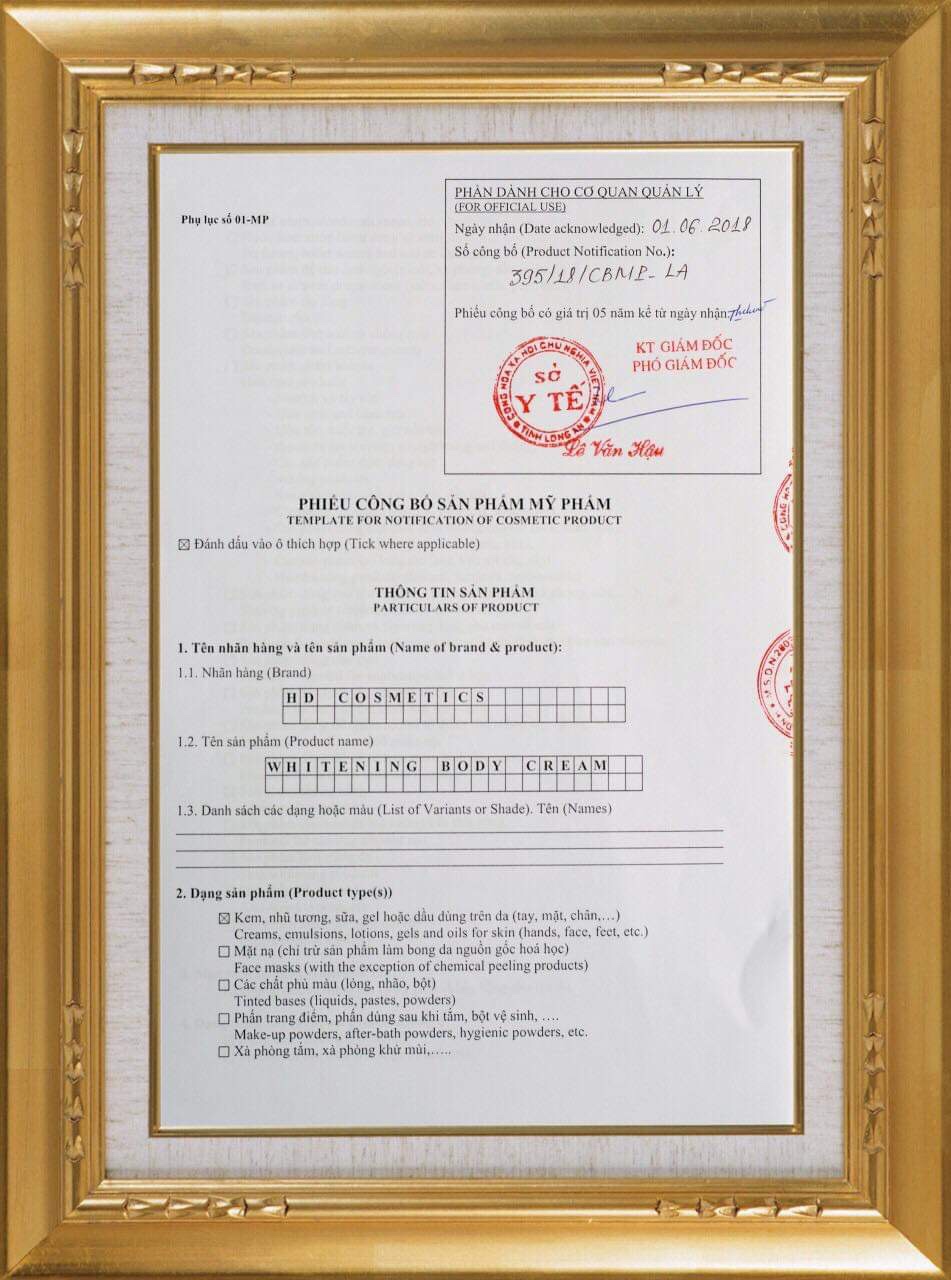 Phụ lục số 01-MP
PHẦN DÀNH CHO CƠ QUAN QUẢN LÝ
(FOR OFFICIAL USE)
Ngày nhận (Date acknowledged): 01.06.2018
Số công bố (Product Notification No.):
395/18/CBMP-LA
Phiếu công bố có giá trị 05 năm kể từ ngày nhận.
KT GIÁM ĐỐC
PHÓ GIÁM ĐỐC
CỘNG HÒA XÃ HỘI CHỦ NGHĨA VIỆT NAM
SỞ
Y TẾ
TỈNH LONG AN
Lê Văn Hậu
PHIẾU CÔNG BỐ SẢN PHẨM MỸ PHẨM
TEMPLATE FOR NOTIFICATION OF COSMETIC PRODUCT
☒ Đánh dấu vào ô thích hợp (Tick where applicable)
THÔNG TIN SẢN PHẨM
PARTICULARS OF PRODUCT
1. Tên nhãn hàng và tên sản phẩm (Name of brand & product):
1.1. Nhãn hàng (Brand)
HD COSMETICS
1.2. Tên sản phẩm (Product name)
WHITENING BODY CREAM
1.3. Danh sách các dạng hoặc màu (List of Variants or Shade). Tên (Names)
2. Dạng sản phẩm (Product type(s))
☒ Kem, nhũ tương, sữa, gel hoặc dầu dùng trên da (tay, mặt, chân,…)
Creams, emulsions, lotions, gels and oils for skin (hands, face, feet, etc.)
☐ Mặt nạ (chỉ trừ sản phẩm làm bong da nguồn gốc hoá học)
Face masks (with the exception of chemical peeling products)
☐ Các chất phủ màu (lỏng, nhão, bột)
Tinted bases (liquids, pastes, powders)
☐ Phấn trang điểm, phấn dùng sau khi tắm, bột vệ sinh, ….
Make-up powders, after-bath powders, hygienic powders, etc.
☐ Xà phòng tắm, xà phòng khử mùi,…..